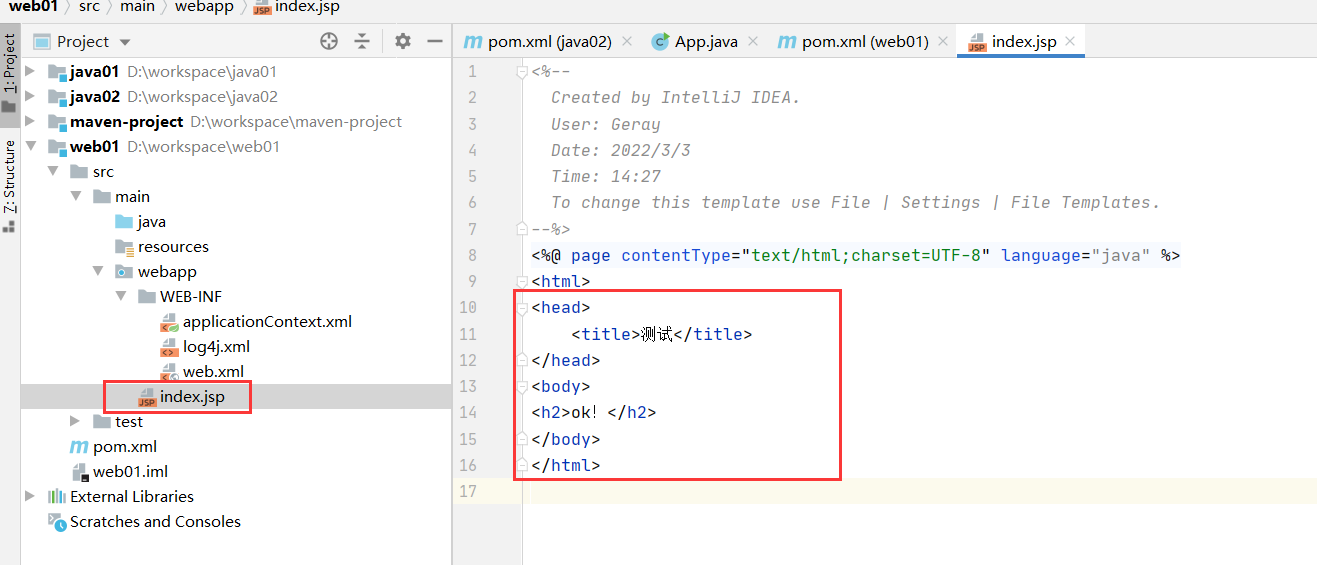 web01 〉 src 〉 main 〉 webapp 〉 index.jsp
1: Project
7: Structure
Project
java01 D:\workspace\java01
java02 D:\workspace\java02
maven-project D:\workspace\maven-project
web01 D:\workspace\web01
src
main
java
resources
webapp
WEB-INF
applicationContext.xml
log4j.xml
web.xml
index.jsp
test
pom.xml
web01.iml
External Libraries
Scratches and Consoles
pom.xml (java02) × App.java × pom.xml (web01) × index.jsp ×
1 <%--
2 Created by IntelliJ IDEA.
3 User: Geray
4 Date: 2022/3/3
5 Time: 14:27
6 To change this template use File | Settings | File Templates.
7 --%>
8 <%@ page contentType="text/html;charset=UTF-8" language="java" %>
9 <html>
10 <head>
11 <title>测试</title>
12 </head>
13 <body>
14 <h2>ok！</h2>
15 </body>
16 </html>
17